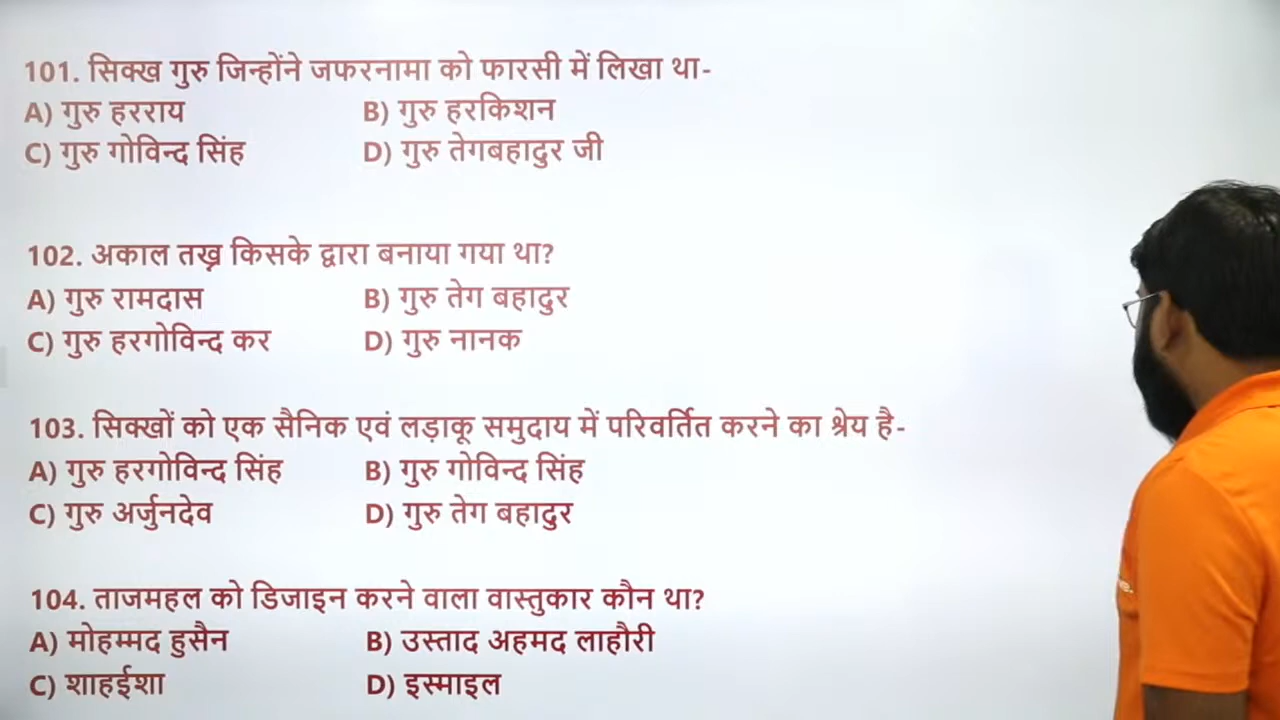 101. सिक्ख गुरु जिन्होंने जफरनामा को फारसी में लिखा था-
A) गुरु हरराय B) गुरु हरकिशन
C) गुरु गोविन्द सिंह D) गुरु तेगबहादुर जी
102. अकाल तख्त किसके द्वारा बनाया गया था?
A) गुरु रामदास B) गुरु तेग बहादुर
C) गुरु हरगोविन्द कर D) गुरु नानक
103. सिक्खों को एक सैनिक एवं लड़ाकू समुदाय में परिवर्तित करने का श्रेय है-
A) गुरु हरगोविन्द सिंह B) गुरु गोविन्द सिंह
C) गुरु अर्जुनदेव D) गुरु तेग बहादुर
104. ताजमहल को डिजाइन करने वाला वास्तुकार कौन था?
A) मोहम्मद हुसैन B) उस्ताद अहमद लाहौरी
C) शाहईशा D) इस्माइल